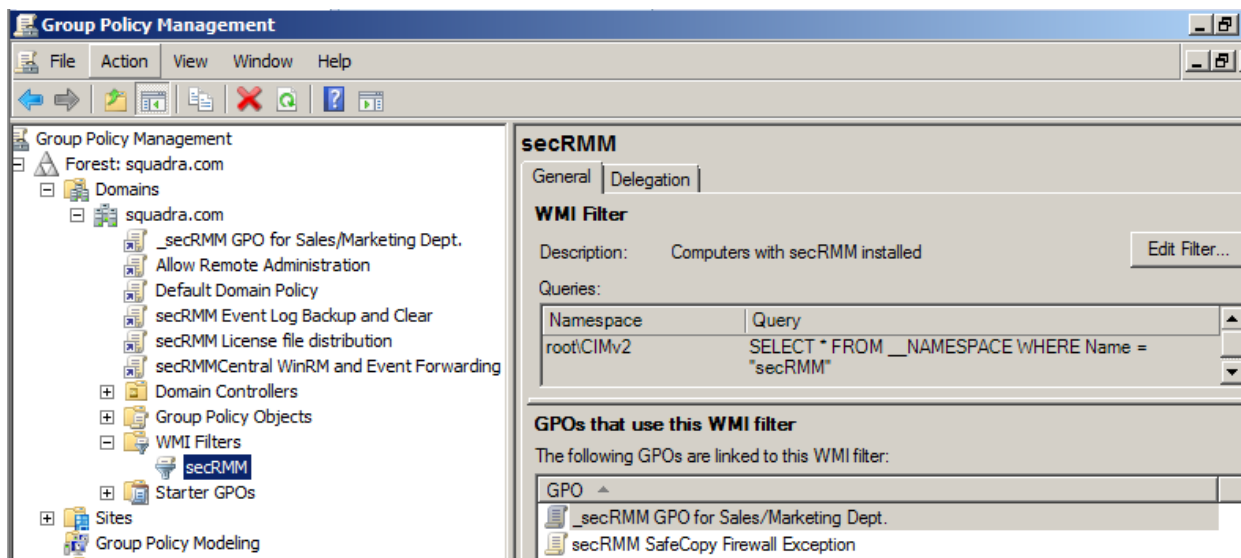 Group Policy Management
File Action View Window Help
Group Policy Management
Forest: squadra.com
Domains
squadra.com
_secRMM GPO for Sales/Marketing Dept.
Allow Remote Administration
Default Domain Policy
secRMM Event Log Backup and Clear
secRMM License file distribution
secRMMCentral WinRM and Event Forwarding
Domain Controllers
Group Policy Objects
WMI Filters
secRMM
Starter GPOs
Sites
Group Policy Modeling
secRMM
General Delegation
WMI Filter
Description: Computers with secRMM installed Edit Filter...
Queries:
Namespace Query
root\CIMv2 SELECT * FROM __NAMESPACE WHERE Name =
"secRMM"
GPOs that use this WMI filter
The following GPOs are linked to this WMI filter:
GPO
_secRMM GPO for Sales/Marketing Dept.
secRMM SafeCopy Firewall Exception